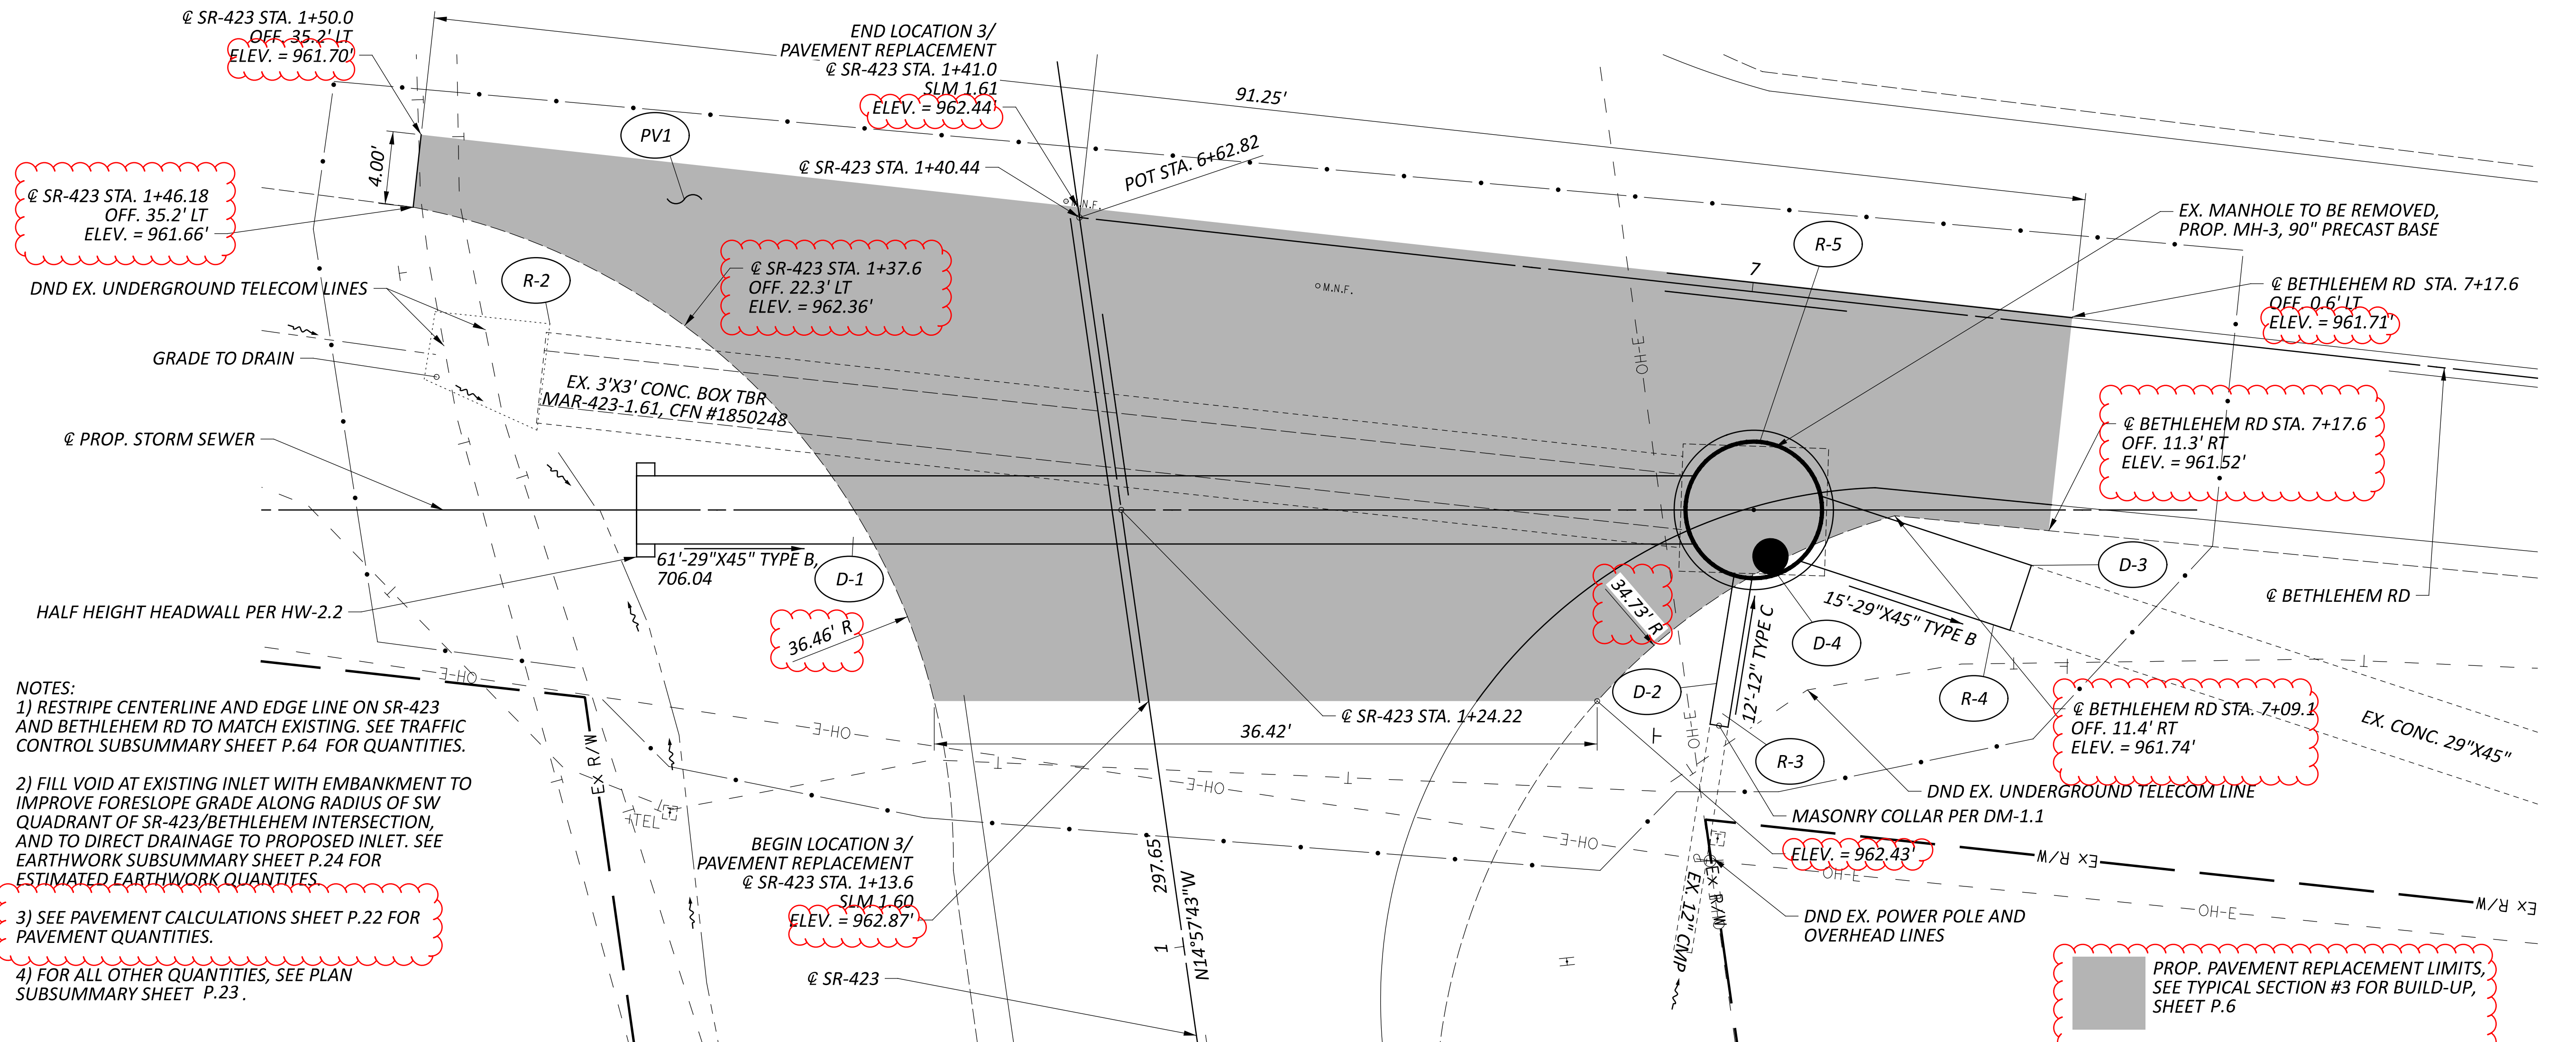 ℄ SR-423 STA. 1+50.0
OFF. 35.2' LT
ELEV. = 961.70'
END LOCATION 3/
PAVEMENT REPLACEMENT
℄ SR-423 STA. 1+41.0
SLM 1.61
ELEV. = 962.44'
91.25'
4.00'
PV1
℄ SR-423 STA. 1+40.44
POT STA. 6+62.82
M.N.F.
℄ SR-423 STA. 1+46.18
OFF. 35.2' LT
ELEV. = 961.66'
EX. MANHOLE TO BE REMOVED,
PROP. MH-3, 90" PRECAST BASE
R-5
R-2
℄ SR-423 STA. 1+37.6
OFF. 22.3' LT
ELEV. = 962.36'
M.N.F.
7
℄ BETHLEHEM RD STA. 7+17.6
OFF. 0.6' LT
ELEV. = 961.71'
DND EX. UNDERGROUND TELECOM LINES
GRADE TO DRAIN
OH-E
EX. 3'X3' CONC. BOX TBR
MAR-423-1.61, CFN #1850248
℄ PROP. STORM SEWER
℄ BETHLEHEM RD STA. 7+17.6
OFF. 11.3' RT
ELEV. = 961.52'
61'-29"X45" TYPE B,
706.04
D-1
D-3
HALF HEIGHT HEADWALL PER HW-2.2
36.46' R
34.73' R
15'-29"X45" TYPE B
12'-12" TYPE C
D-4
℄ BETHLEHEM RD
OH-E
D-2
R-4
NOTES:
1) RESTRIPE CENTERLINE AND EDGE LINE ON SR-423
AND BETHLEHEM RD TO MATCH EXISTING. SEE TRAFFIC
CONTROL SUBSUMMARY SHEET P.64 FOR QUANTITIES.
2) FILL VOID AT EXISTING INLET WITH EMBANKMENT TO
IMPROVE FORESLOPE GRADE ALONG RADIUS OF SW
QUADRANT OF SR-423/BETHLEHEM INTERSECTION,
AND TO DIRECT DRAINAGE TO PROPOSED INLET. SEE
EARTHWORK SUBSUMMARY SHEET P.24 FOR
ESTIMATED EARTHWORK QUANTITES.
3) SEE PAVEMENT CALCULATIONS SHEET P.22 FOR
PAVEMENT QUANTITIES.
4) FOR ALL OTHER QUANTITIES, SEE PLAN
SUBSUMMARY SHEET P.23.
Ex R/W
ITEL
OH-E
36.42'
℄ SR-423 STA. 1+24.22
OH-E
R-3
℄ BETHLEHEM RD STA. 7+09.1
OFF. 11.4' RT
ELEV. = 961.74'
EX. CONC. 29"X45"
OH-E
DND EX. UNDERGROUND TELECOM LINE
MASONRY COLLAR PER DM-1.1
BEGIN LOCATION 3/
PAVEMENT REPLACEMENT
℄ SR-423 STA. 1+13.6
SLM 1.60
ELEV. = 962.87'
297.65'
N14°57'43"W
1
℄ SR-423
OH-E
ELEV. = 962.43'
OH-E
Ex R/W
EX. 12" CMP
Ex R/W
DND EX. POWER POLE AND
OVERHEAD LINES
OH-E
Ex R/W
PROP. PAVEMENT REPLACEMENT LIMITS,
SEE TYPICAL SECTION #3 FOR BUILD-UP,
SHEET P.6